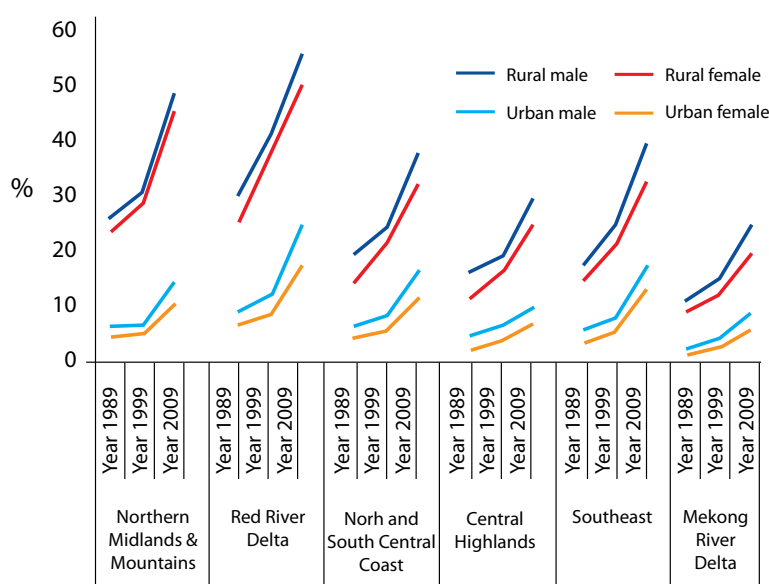 60
50
40
30
20
10
0
%
Rural male
Rural female
Urban male
Urban female
Year 1989
Year 1999
Year 2009
Year 1989
Year 1999
Year 2009
Year 1989
Year 1999
Year 2009
Year 1989
Year 1999
Year 2009
Year 1989
Year 1999
Year 2009
Year 1989
Year 1999
Year 2009
Northern
Midlands &
Mountains
Red River
Delta
Norh and
South Central
Coast
Central
Highlands
Southeast
Mekong
River
Delta